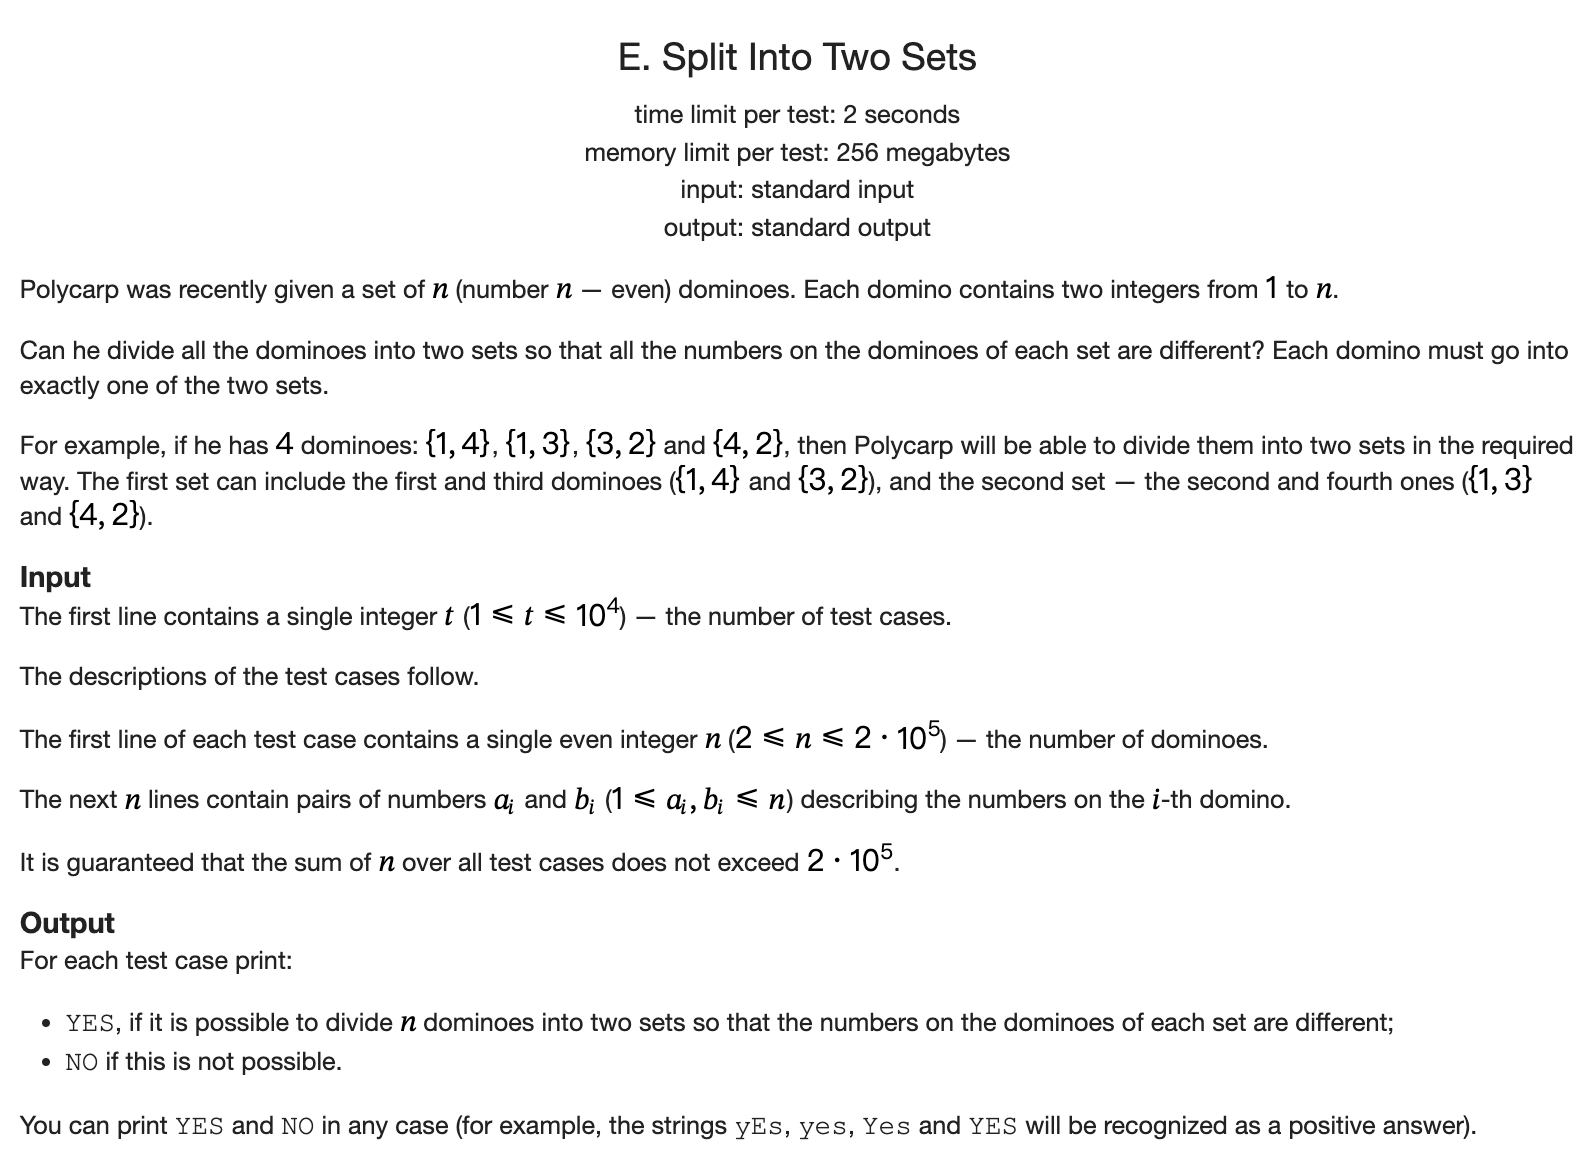 E. Split Into Two Sets
time limit per test: 2 seconds
memory limit per test: 256 megabytes
input: standard input
output: standard output
Polycarp was recently given a set of n (number n — even) dominoes. Each domino contains two integers from 1 to n.
Can he divide all the dominoes into two sets so that all the numbers on the dominoes of each set are different? Each domino must go into
exactly one of the two sets.
For example, if he has 4 dominoes: {1, 4}, {1, 3}, {3, 2} and {4, 2}, then Polycarp will be able to divide them into two sets in the required
way. The first set can include the first and third dominoes ({1, 4} and {3, 2}), and the second set — the second and fourth ones ({1, 3}
and {4, 2}).
Input
The first line contains a single integer t (1 ⩽ t ⩽ 10^4) — the number of test cases.
The descriptions of the test cases follow.
The first line of each test case contains a single even integer n (2 ⩽ n ⩽ 2 · 10^5) — the number of dominoes.
The next n lines contain pairs of numbers a_i and b_i (1 ⩽ a_i, b_i ⩽ n) describing the numbers on the i-th domino.
It is guaranteed that the sum of n over all test cases does not exceed 2 · 10^5.
Output
For each test case print:
• YES, if it is possible to divide n dominoes into two sets so that the numbers on the dominoes of each set are different;
• NO if this is not possible.
You can print YES and NO in any case (for example, the strings yEs, yes, Yes and YES will be recognized as a positive answer).